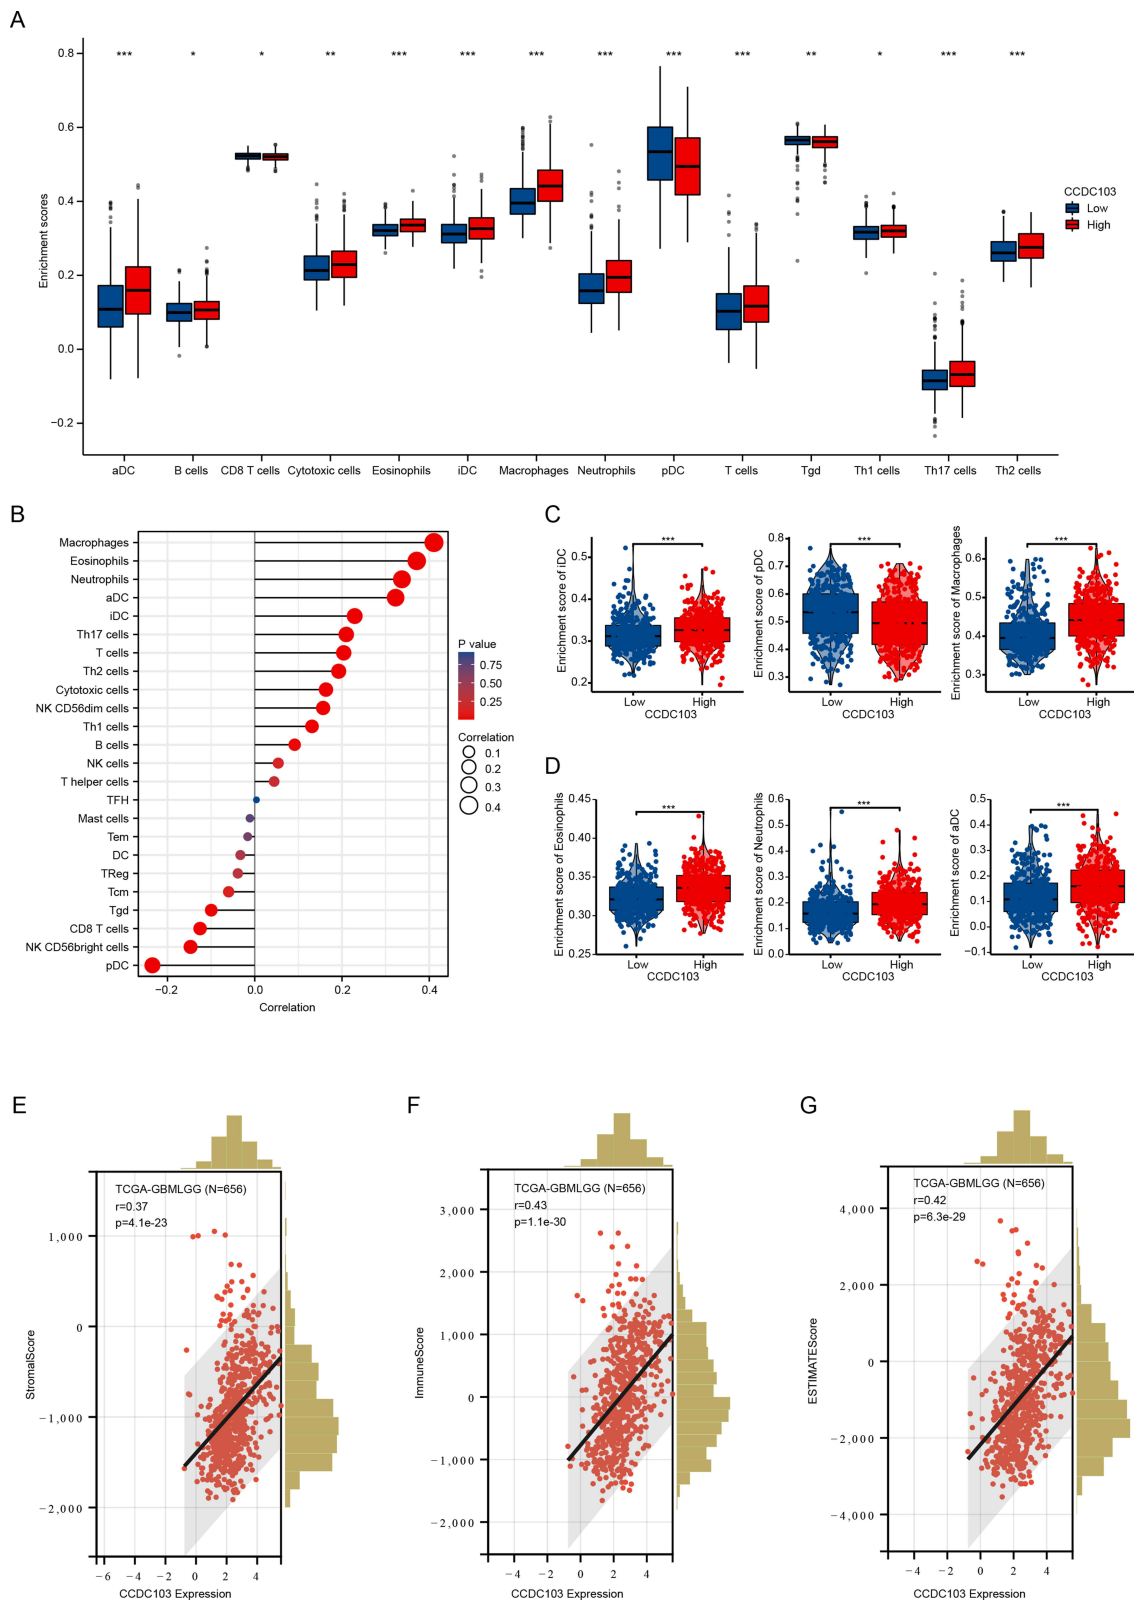 A
*** * * ** *** *** *** *** *** *** ** * *** ***
0.8
0.6
0.4
0.2
0.0
−0.2
Enrichment scores
aDC B cells CD8 T cells Cytotoxic cells Eosinophils iDC Macrophages Neutrophils pDC T cells Tgd Th1 cells Th17 cells Th2 cells
CCDC103
Low
High
B
Macrophages
Eosinophils
Neutrophils
aDC
iDC
Th17 cells
T cells
Th2 cells
Cytotoxic cells
NK CD56dim cells
Th1 cells
B cells
NK cells
T helper cells
TFH
Mast cells
Tem
DC
TReg
Tcm
Tgd
CD8 T cells
NK CD56bright cells
pDC
−0.2 0.0 0.2 0.4
Correlation
P value
0.75
0.50
0.25
Correlation
0.1
0.2
0.3
0.4
C
Enrichment score of iDC
0.5
0.4
0.3
0.2
***
Low High
CCDC103
Enrichment score of pDC
0.8
0.7
0.6
0.5
0.4
0.3
***
Low High
CCDC103
Enrichment score of Macrophages
0.6
0.5
0.4
0.3
***
Low High
CCDC103
D
Enrichment score of Eosinophils
0.45
0.40
0.35
0.30
0.25
***
Low High
CCDC103
Enrichment score of Neutrophils
0.6
0.5
0.4
0.3
0.2
0.1
0.0
***
Low High
CCDC103
Enrichment score of aDC
0.5
0.4
0.3
0.2
0.1
0.0
−0.1
***
Low High
CCDC103
E
TCGA-GBMLGG (N=656)
r=0.37
p=4.1e-23
1,000
0
−1,000
−2,000
StromalScore
−6 −4 −2 0 2 4
CCDC103 Expression
F
TCGA-GBMLGG (N=656)
r=0.43
p=1.1e-30
3,000
2,000
1,000
0
−1,000
−2,000
ImmuneScore
−6 −4 −2 0 2 4
CCDC103 Expression
G
TCGA-GBMLGG (N=656)
r=0.42
p=6.3e-29
4,000
2,000
0
−2,000
−4,000
ESTIMATEScore
−6 −4 −2 0 2 4
CCDC103 Expression